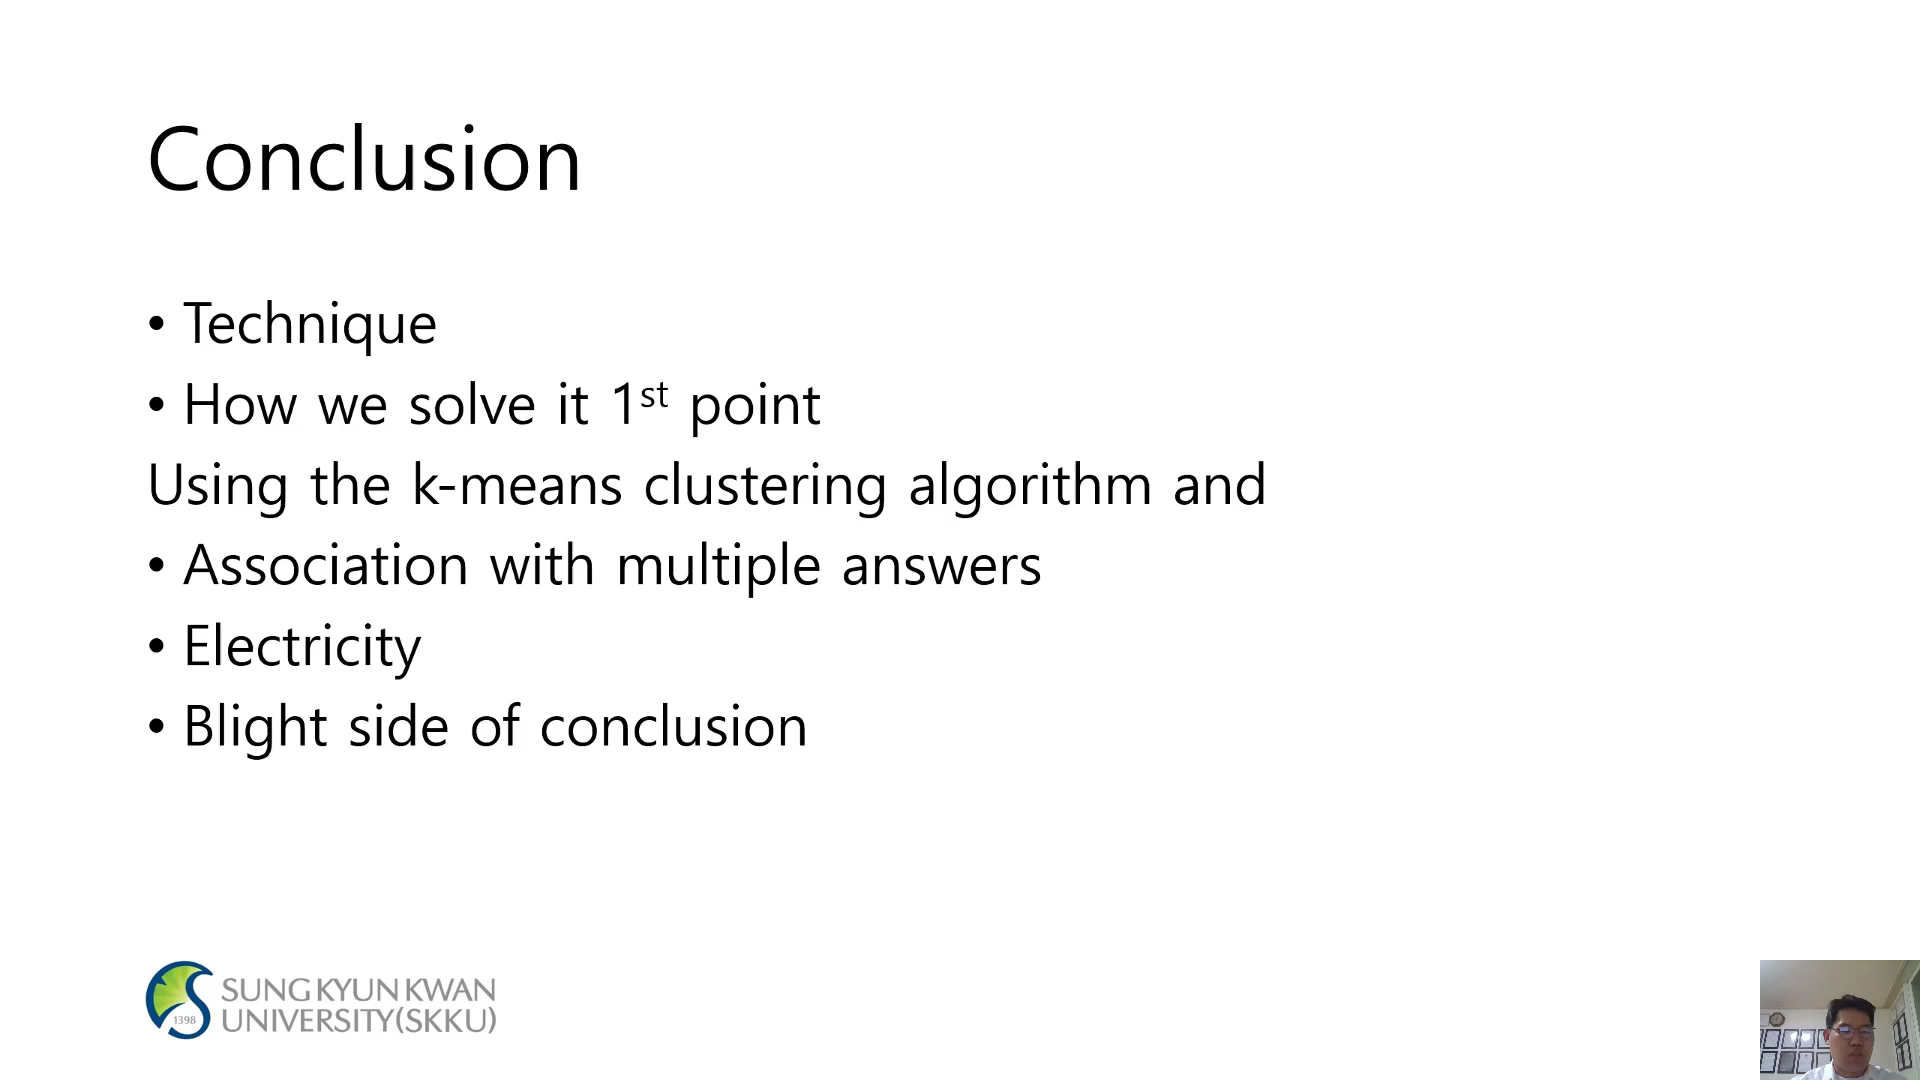 Conclusion
• Technique
• How we solve it 1st point
Using the k-means clustering algorithm and
• Association with multiple answers
• Electricity
• Blight side of conclusion
1398
SUNG KYUN KWAN
UNIVERSITY(SKKU)